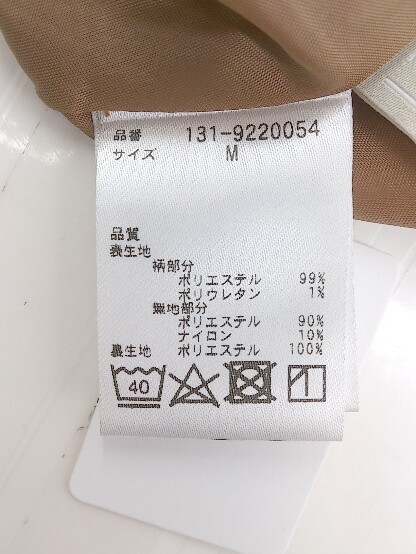 品番 131-9220054
サイズ M
品質
表生地
柄部分
ポリエステル 99%
ポリウレタン 1%
無地部分
ポリエステル 90%
ナイロン 10%
裏生地 ポリエステル 100%
40